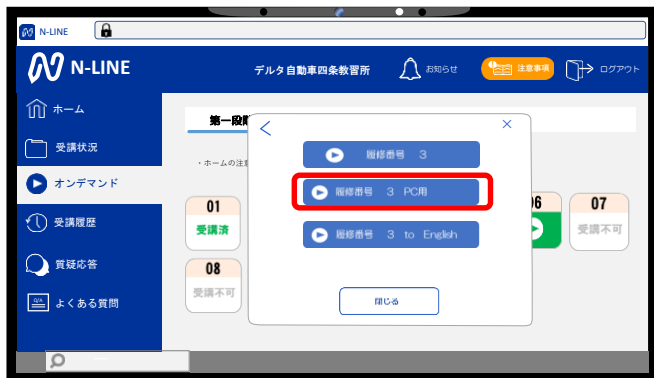 N-LINE
N-LINE
デルタ自動車四条教習所
お知らせ
注意事項
ログアウト
ホーム
受講状況
オンデマンド
受講履歴
質疑応答
Q/A
よくある質問
第一段階
・ホームの注意
01
受講済
06
07
受講不可
08
受講不可
履修番号 3
履修番号 3 PC用
履修番号 3 to English
閉じる